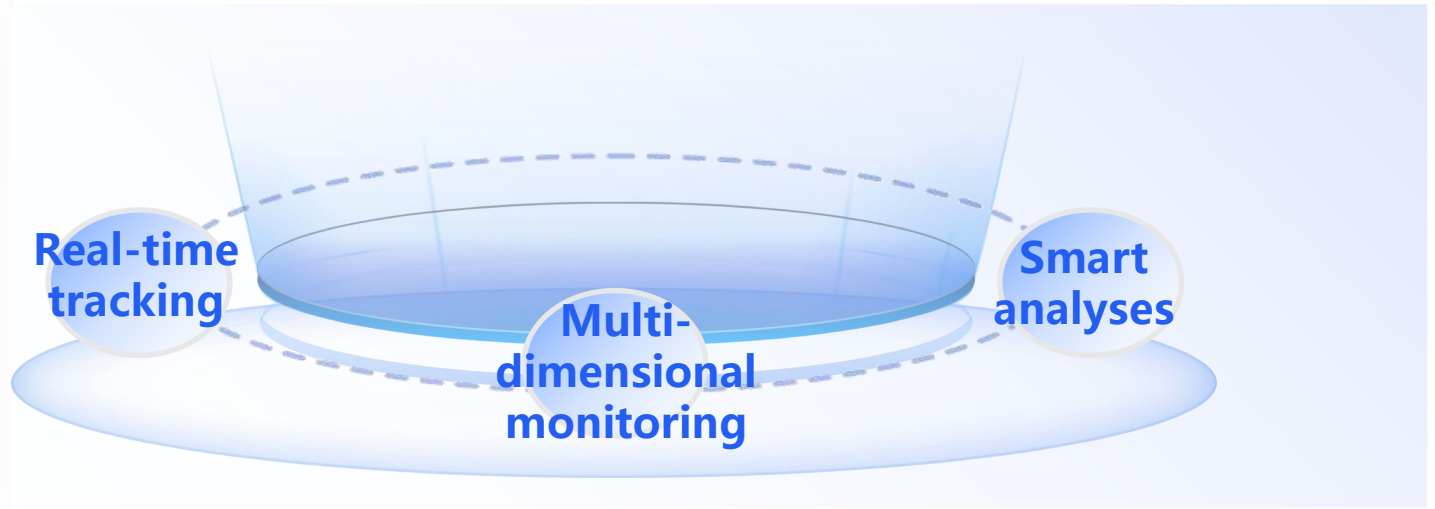 Real-time
tracking
Multi-
dimensional
monitoring
Smart
analyses